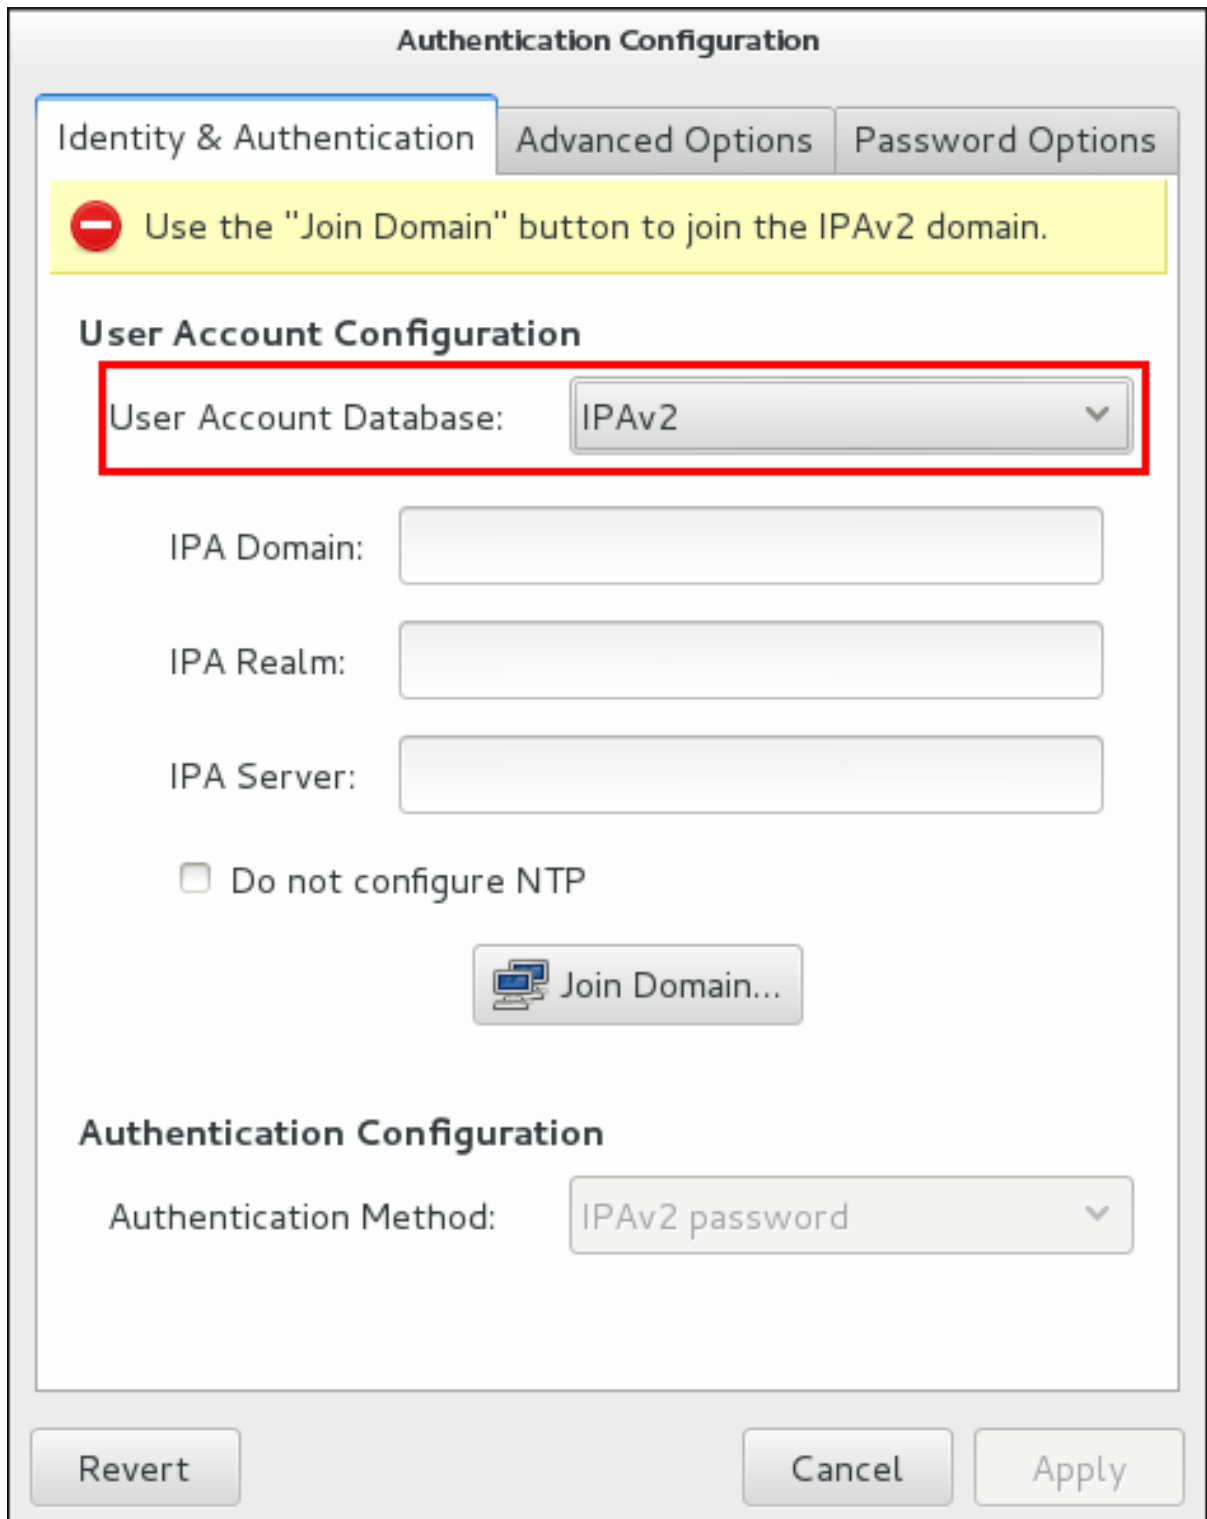 Authentication Configuration
Identity & Authentication
Advanced Options
Password Options
Use the "Join Domain" button to join the IPAv2 domain.
User Account Configuration
User Account Database: IPAv2
IPA Domain:
IPA Realm:
IPA Server:
Do not configure NTP
Join Domain...
Authentication Configuration
Authentication Method: IPAv2 password
Revert
Cancel
Apply